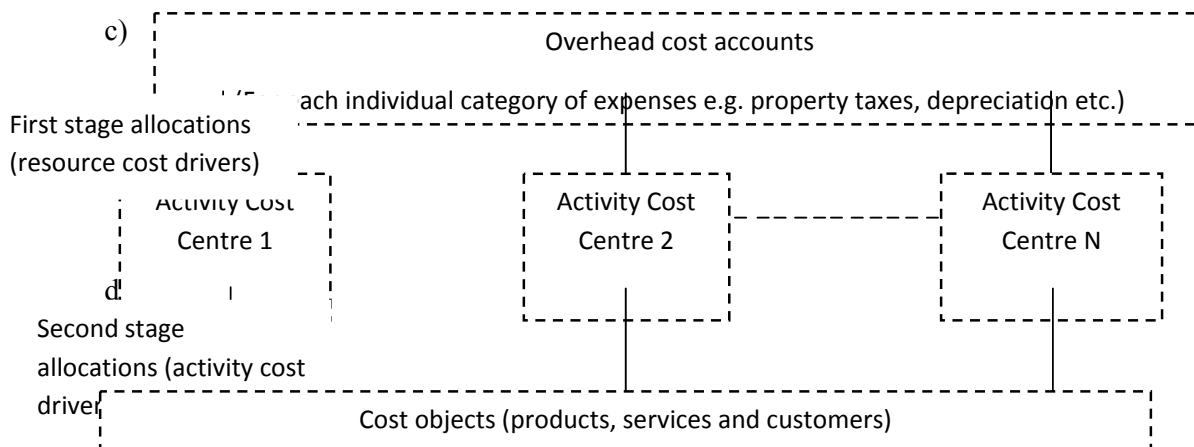 c)
Overhead cost accounts
each individual category of expenses e.g. property taxes, depreciation etc.)
First stage allocations
(resource cost drivers)
Activity Cost
Centre 1
Activity Cost
Centre 2
Activity Cost
Centre N
d
Second stage
allocations (activity cost
driver
Cost objects (products, services and customers)